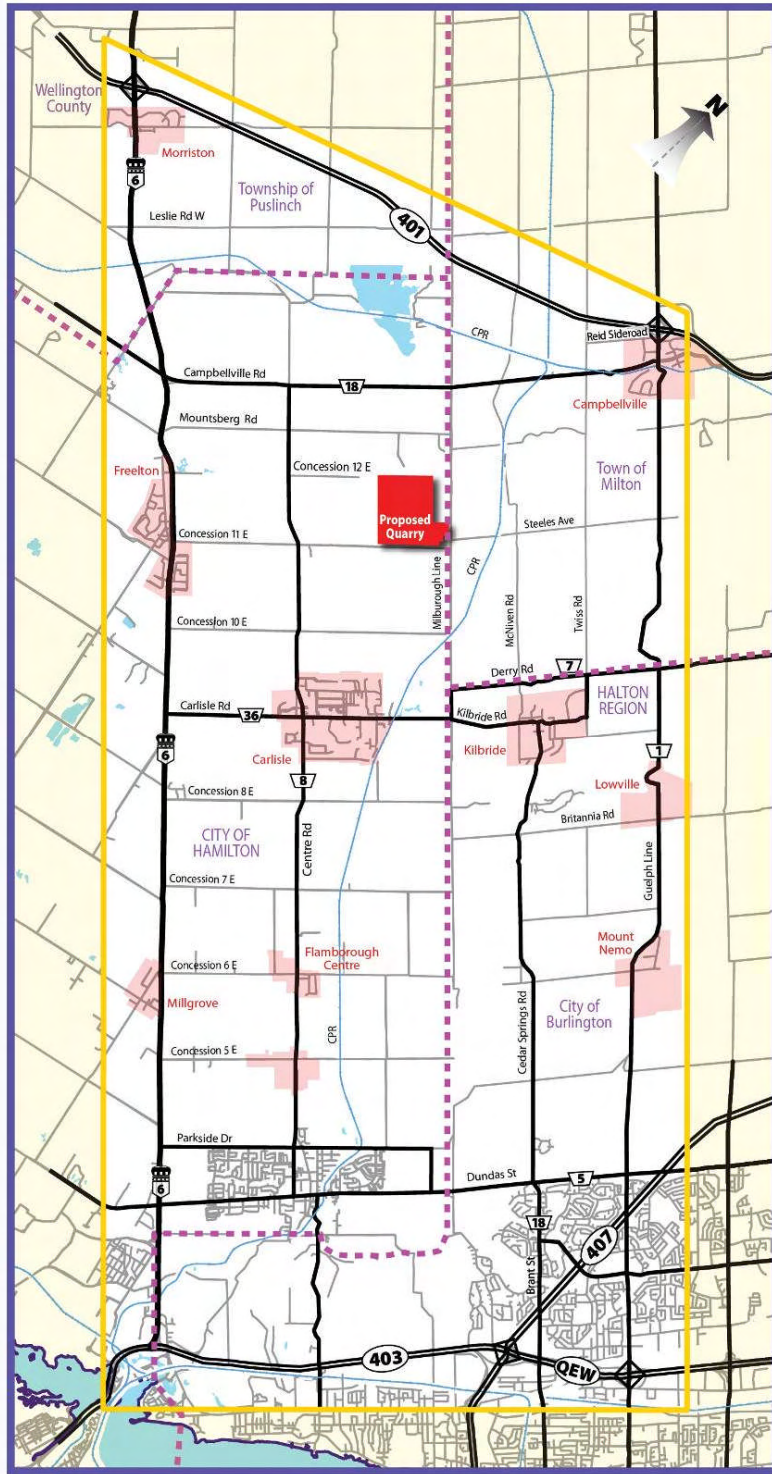 N
Wellington
County
Morriston
6
Township of
Puslinch
Leslie Rd W
401
CPR
Reid Sideroad
Campbellville Rd
18
Campbellville
Mountsberg Rd
Freelton
Concession 12 E
Town of
Milton
Proposed
Quarry
Steeles Ave
Concession 11 E
CPR
Milburough Line
McNiven Rd
Twiss Rd
Concession 10 E
Derry Rd
7
HALTON
REGION
Carlisle Rd
36
Kilbride Rd
6
Carlisle
Kilbride
1
8
Lowville
Concession 8 E
Britannia Rd
CITY OF
HAMILTON
Centre Rd
Guelph Line
Concession 7 E
Mount
Nemo
Flamborough
Centre
Concession 6 E
Millgrove
City of
Burlington
Cedar Springs Rd
CPR
Concession 5 E
Parkside Dr
Dundas St
5
6
18
407
Brant St
403
QEW